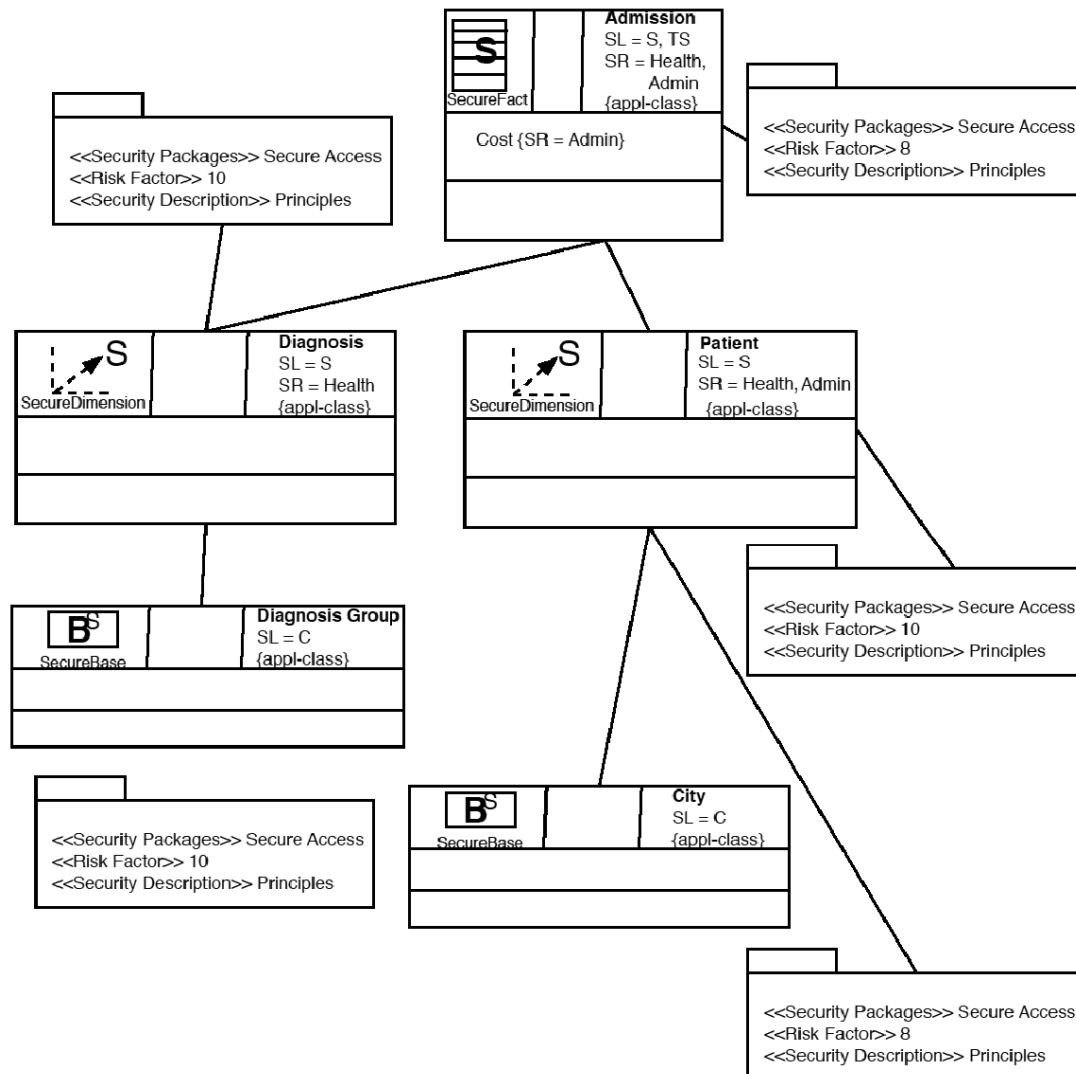 S
SecureFact
Admission
SL = S, TS
SR = Health,
Admin
{appl-class}
Cost {SR = Admin}
<<Security Packages>> Secure Access
<<Risk Factor>> 10
<<Security Description>> Principles
<<Security Packages>> Secure Access
<<Risk Factor>> 8
<<Security Description>> Principles
S
SecureDimension
Diagnosis
SL = S
SR = Health
{appl-class}
S
SecureDimension
Patient
SL = S
SR = Health, Admin
{appl-class}
BS
SecureBase
Diagnosis Group
SL = C
{appl-class}
<<Security Packages>> Secure Access
<<Risk Factor>> 10
<<Security Description>> Principles
<<Security Packages>> Secure Access
<<Risk Factor>> 10
<<Security Description>> Principles
BS
SecureBase
City
SL = C
{appl-class}
<<Security Packages>> Secure Access
<<Risk Factor>> 8
<<Security Description>> Principles